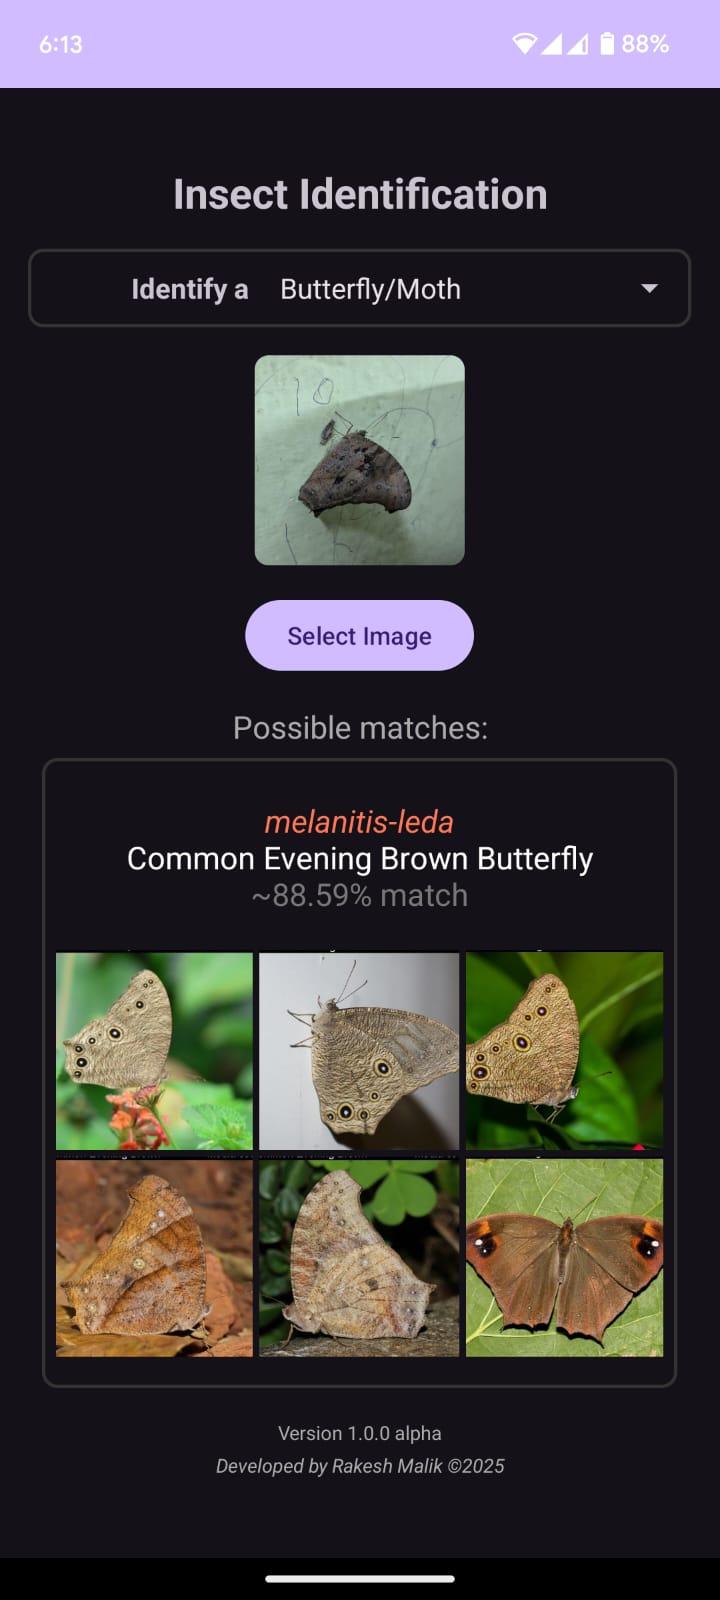 6:13
88%
Insect Identification
Identify a Butterfly/Moth
10
Select Image
Possible matches:
melanitis-leda
Common Evening Brown Butterfly
~88.59% match
Version 1.0.0 alpha
Developed by Rakesh Malik ©2025